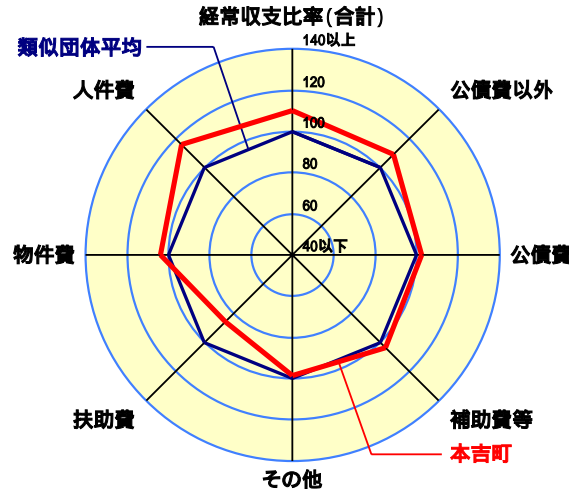 経常収支比率(合計)
140以上
類似団体平均
人件費
120
公債費以外
100
80
60
物件費
40以下
公債費
扶助費
補助費等
本吉町
その他